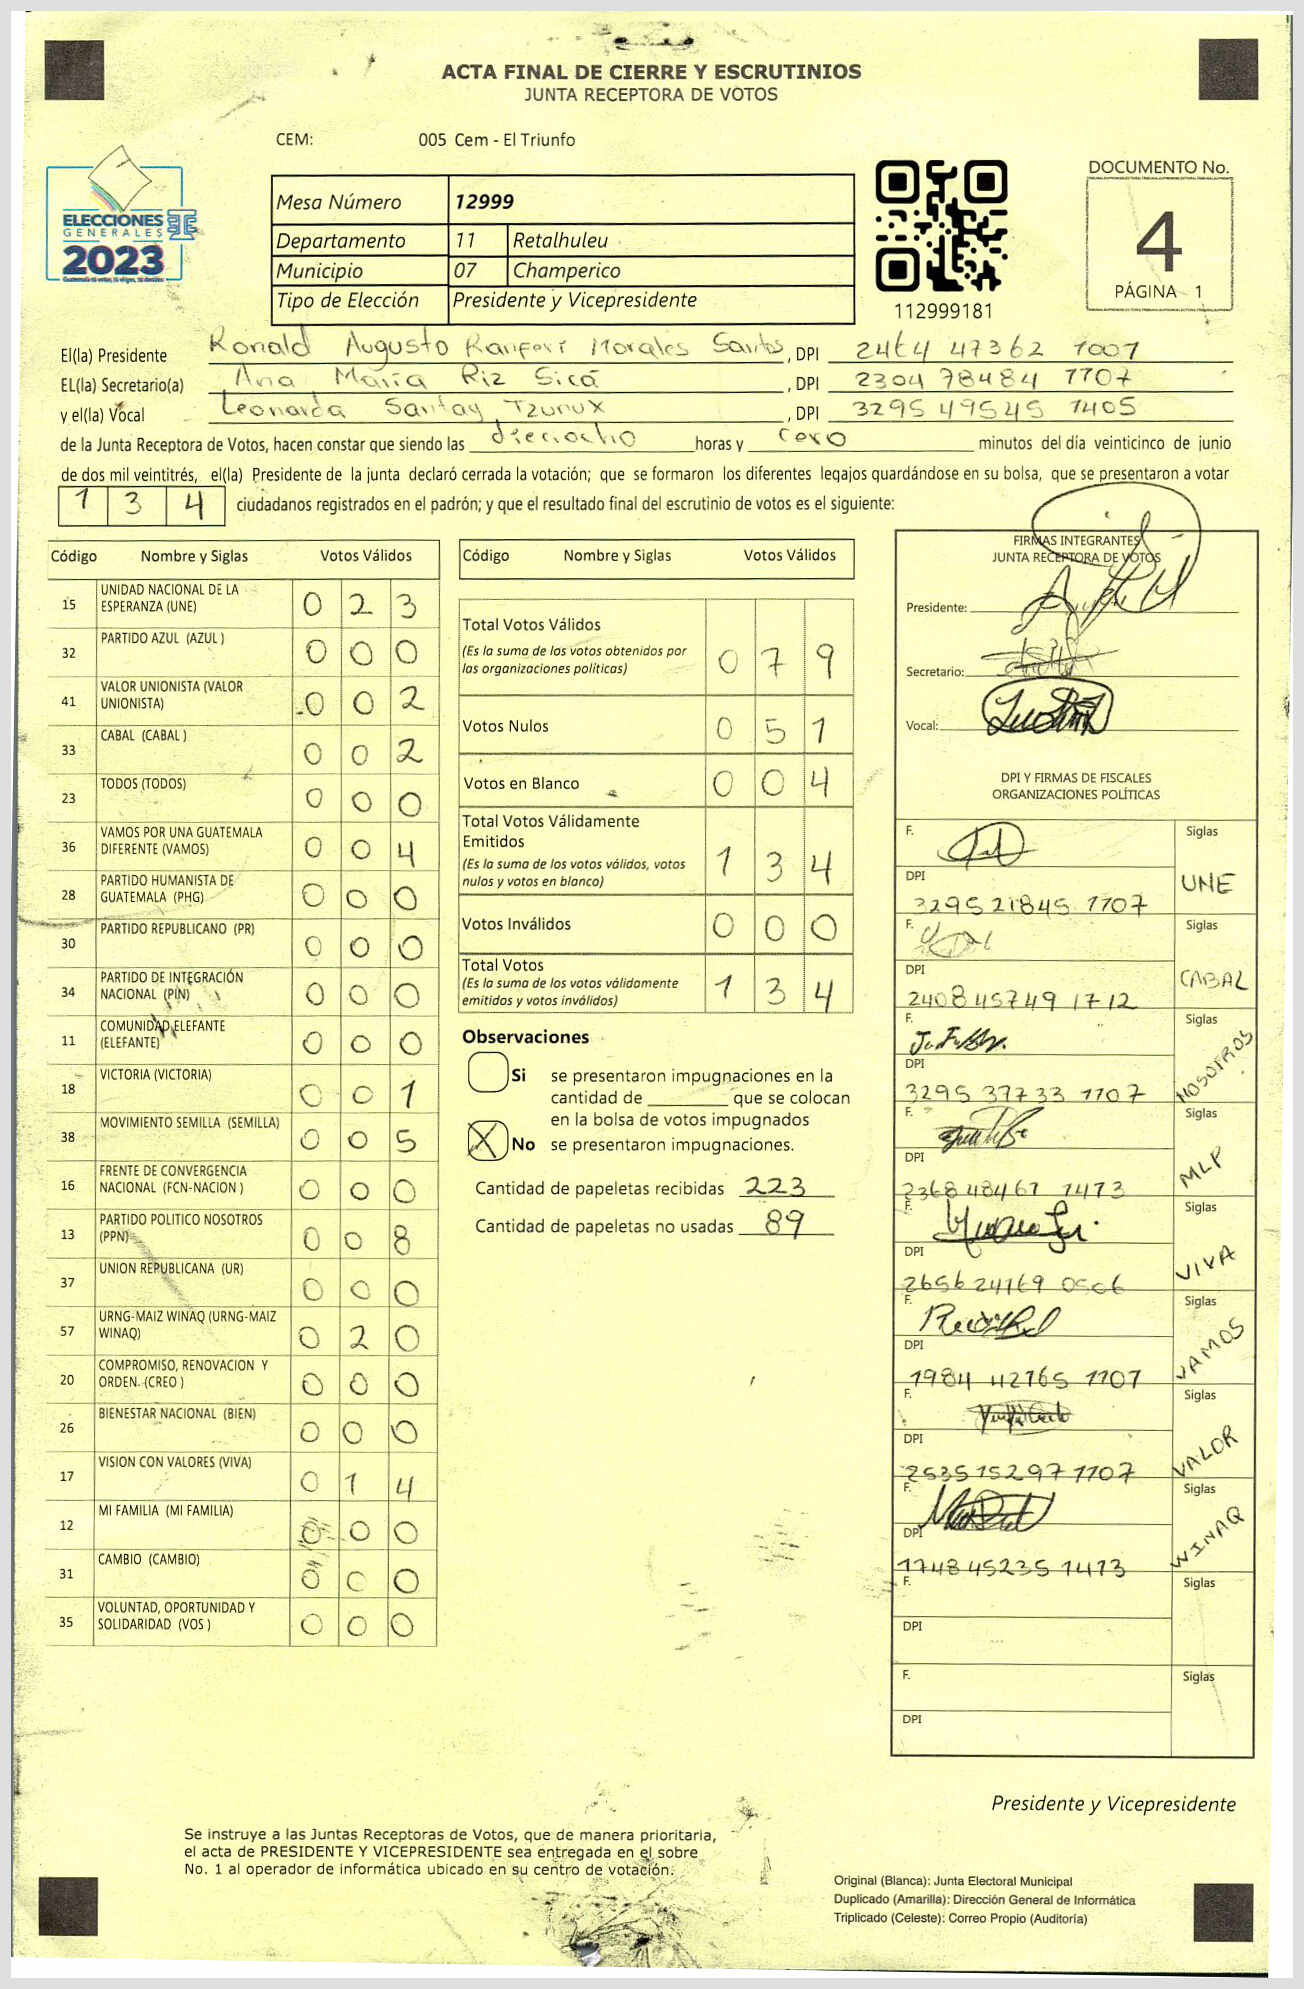 ACTA FINAL DE CIERRE Y ESCRUTINIOS
JUNTA RECEPTORA DE VOTOS
CEM: 005 Cem - El Triunfo
ELECCIONES
GENERALES
2023
Mesa Número 12999
Departamento 11 Retalhuleu
Municipio 07 Champerico
Tipo de Elección Presidente y Vicepresidente
112999181
DOCUMENTO No.
4
PÁGINA 1
El(la) Presidente Ronald Augusto Morales Santos, DPI 47362 1001
EL(la) Secretario(a) Ana María Riz Sicá, DPI 2304 78484 1107
y el(la) Vocal Leonarda Santay Tzunux, DPI 3295 49545 1405
de la Junta Receptora de Votos, hacen constar que siendo las dieciocho horas y cero minutos del día veinticinco de junio
de dos mil veintitrés, el(la) Presidente de la junta declaró cerrada la votación; que se formaron los diferentes legajos guardándose en su bolsa, que se presentaron a votar
1 3 4 ciudadanos registrados en el padrón; y que el resultado final del escrutinio de votos es el siguiente:
Código Nombre y Siglas Votos Válidos
15 UNIDAD NACIONAL DE LA ESPERANZA (UNE) 0 2 3
32 PARTIDO AZUL (AZUL ) 0 0 0
41 VALOR UNIONISTA (VALOR UNIONISTA) 0 0 2
33 CABAL (CABAL ) 0 0 2
23 TODOS (TODOS) 0 0 0
36 VAMOS POR UNA GUATEMALA DIFERENTE (VAMOS) 0 0 4
28 PARTIDO HUMANISTA DE GUATEMALA (PHG) 0 0 0
30 PARTIDO REPUBLICANO (PR) 0 0 0
34 PARTIDO DE INTEGRACIÓN NACIONAL (PIN) 0 0 0
11 COMUNIDAD ELEFANTE (ELEFANTE) 0 0 0
18 VICTORIA (VICTORIA) 0 0 1
38 MOVIMIENTO SEMILLA (SEMILLA) 0 0 5
16 FRENTE DE CONVERGENCIA NACIONAL (FCN-NACION ) 0 0 0
13 PARTIDO POLITICO NOSOTROS (PPN) 0 0 8
37 UNION REPUBLICANA (UR) 0 0 0
57 URNG-MAIZ WINAQ (URNG-MAIZ WINAQ) 0 2 0
20 COMPROMISO, RENOVACION Y ORDEN. (CREO ) 0 0 0
26 BIENESTAR NACIONAL (BIEN) 0 0 0
17 VISION CON VALORES (VIVA) 0 1 4
12 MI FAMILIA (MI FAMILIA) 0 0 0
31 CAMBIO (CAMBIO) 0 0 0
35 VOLUNTAD, OPORTUNIDAD Y SOLIDARIDAD (VOS ) 0 0 0
Código Nombre y Siglas Votos Válidos
Total Votos Válidos
(Es la suma de los votos obtenidos por
las organizaciones políticas) 0 7 9
Votos Nulos 0 5 1
Votos en Blanco 0 0 4
Total Votos Válidamente
Emitidos
(Es la suma de los votos válidos, votos
nulos y votos en blanco) 1 3 4
Votos Inválidos 0 0 0
Total Votos
(Es la suma de los votos válidamente
emitidos y votos inválidos) 1 3 4
Observaciones
Si se presentaron impugnaciones en la
cantidad de ________ que se colocan
en la bolsa de votos impugnados
X No se presentaron impugnaciones.
Cantidad de papeletas recibidas 223
Cantidad de papeletas no usadas 89
FIRMAS INTEGRANTES
JUNTA RECEPTORA DE VOTOS
Presidente:
Secretario:
Vocal:
DPI Y FIRMAS DE FISCALES
ORGANIZACIONES POLÍTICAS
F. Siglas
DPI UNE
3295 21845 1107
F. Siglas
DPI CABAL
2408 45749 1712
F. Siglas
DPI NOSOTROS
3295 37733 1107
F. Siglas
DPI MLP
2368 48467 1413
F. Siglas
DPI VIVA
2656 24169
F. Siglas
DPI VAMOS
1984 42765 1107
F. Siglas
DPI VALOR
2535 15297 1107
F. Siglas
DPI WINAQ
1748 45235 1413
F. Siglas
DPI
F. Siglas
DPI
Presidente y Vicepresidente
Se instruye a las Juntas Receptoras de Votos, que de manera prioritaria,
el acta de PRESIDENTE Y VICEPRESIDENTE sea entregada en el sobre
No. 1 al operador de informática ubicado en su centro de votación.
Original (Blanca): Junta Electoral Municipal
Duplicado (Amarilla): Dirección General de Informática
Triplicado (Celeste): Correo Propio (Auditoría)